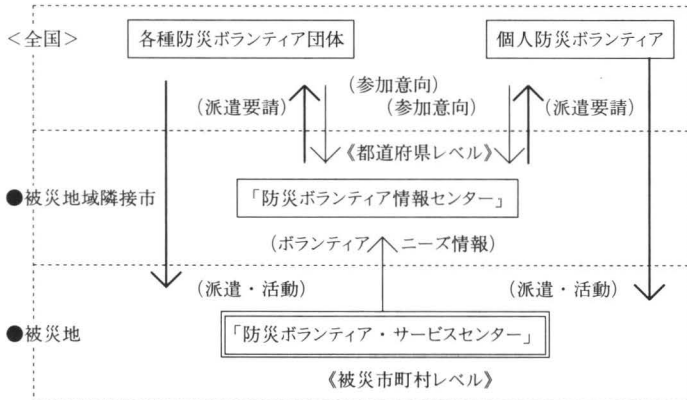 ＜全国＞ 各種防災ボランティア団体 個人防災ボランティア
(参加意向)
(派遣要請) (参加意向) (派遣要請)
《都道府県レベル》
●被災地域隣接市 「防災ボランティア情報センター」
(ボランティア ニーズ情報)
(派遣・活動) (派遣・活動)
●被災地 「防災ボランティア・サービスセンター」
《被災市町村レベル》